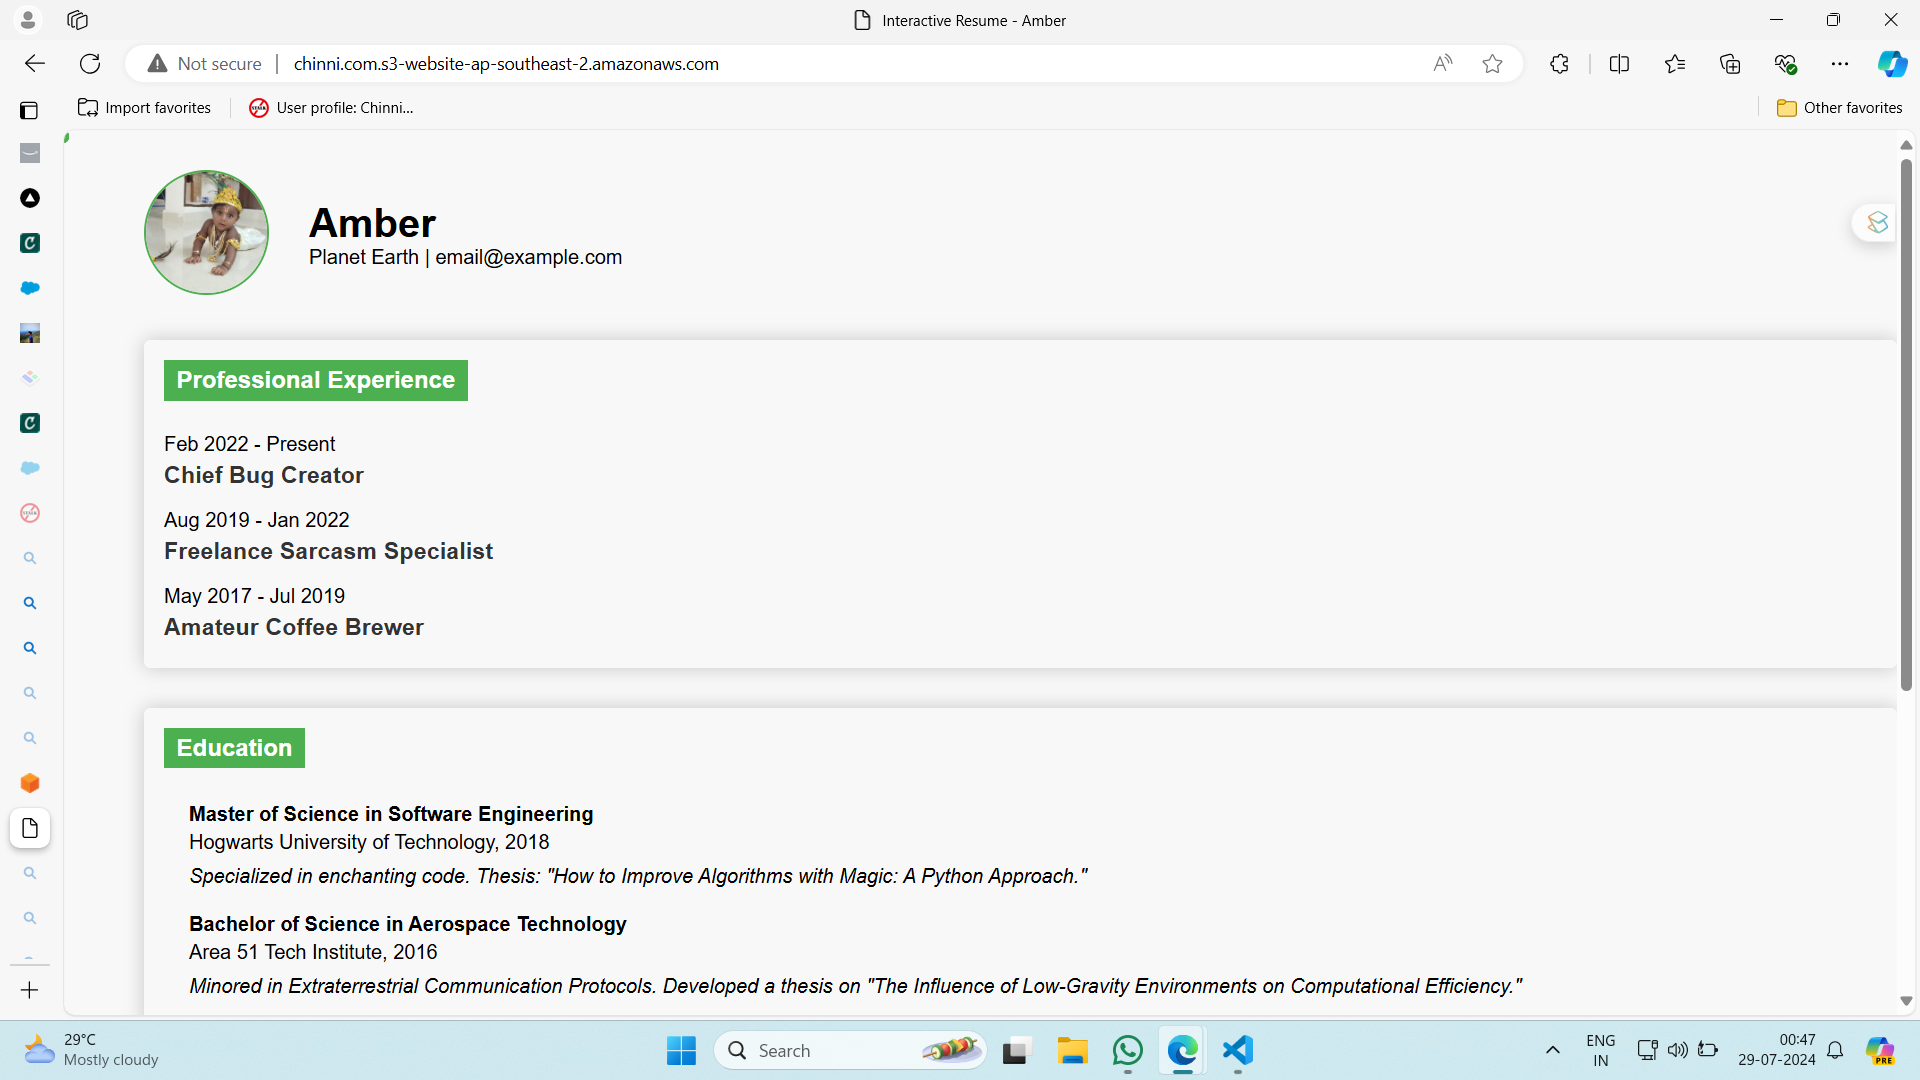 Interactive Resume - Amber
Not secure
chinni.com.s3-website-ap-southeast-2.amazonaws.com
Import favorites
User profile: Chinni...
Other favorites
Amber
Planet Earth | email@example.com
Professional Experience
Feb 2022 - Present
Chief Bug Creator
Aug 2019 - Jan 2022
Freelance Sarcasm Specialist
May 2017 - Jul 2019
Amateur Coffee Brewer
Education
Master of Science in Software Engineering
Hogwarts University of Technology, 2018
Specialized in enchanting code. Thesis: "How to Improve Algorithms with Magic: A Python Approach."
Bachelor of Science in Aerospace Technology
Area 51 Tech Institute, 2016
Minored in Extraterrestrial Communication Protocols. Developed a thesis on "The Influence of Low-Gravity Environments on Computational Efficiency."
29°C
Mostly cloudy
Search
ENG
IN
00:47
29-07-2024
PRE